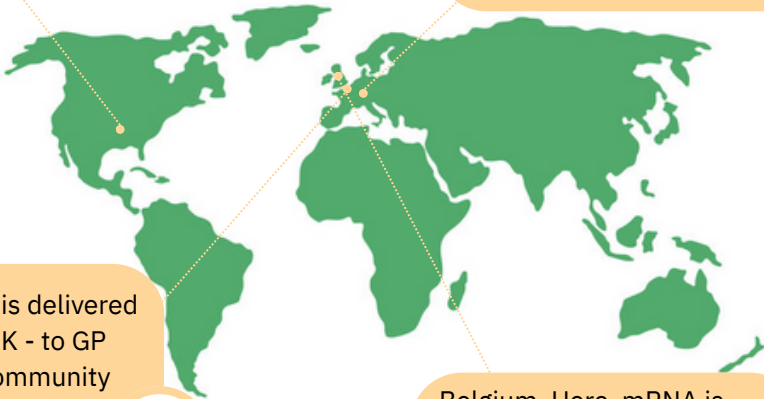 is delivered
K - to GP
ommunity
Belgium. Here, mRNA is